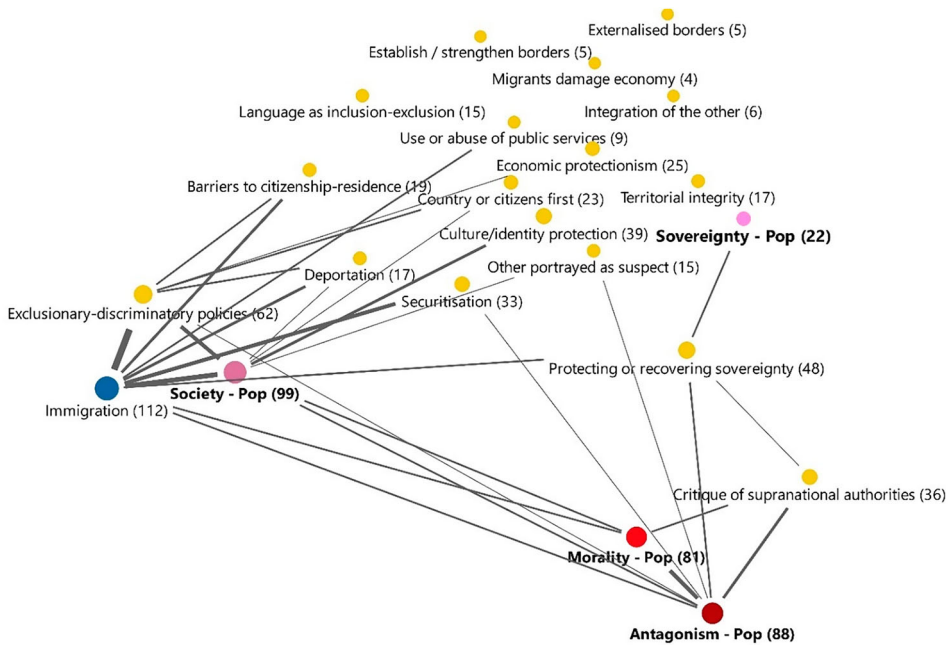 Externalised borders (5)
Establish / strengthen borders (5)
Migrants damage economy (4)
Language as inclusion-exclusion (15)
Integration of the other (6)
Use or abuse of public services (9)
Economic protectionism (25)
Barriers to citizenship-residence (19)
Country or citizens first (23)
Territorial integrity (17)
Culture/identity protection (39)
Sovereignty - Pop (22)
Other portrayed as suspect (15)
Deportation (17)
Securitisation (33)
Exclusionary-discriminatory policies (62)
Protecting or recovering sovereignty (48)
Society - Pop (99)
Immigration (112)
Critique of supranational authorities (36)
Morality - Pop (81)
Antagonism - Pop (88)